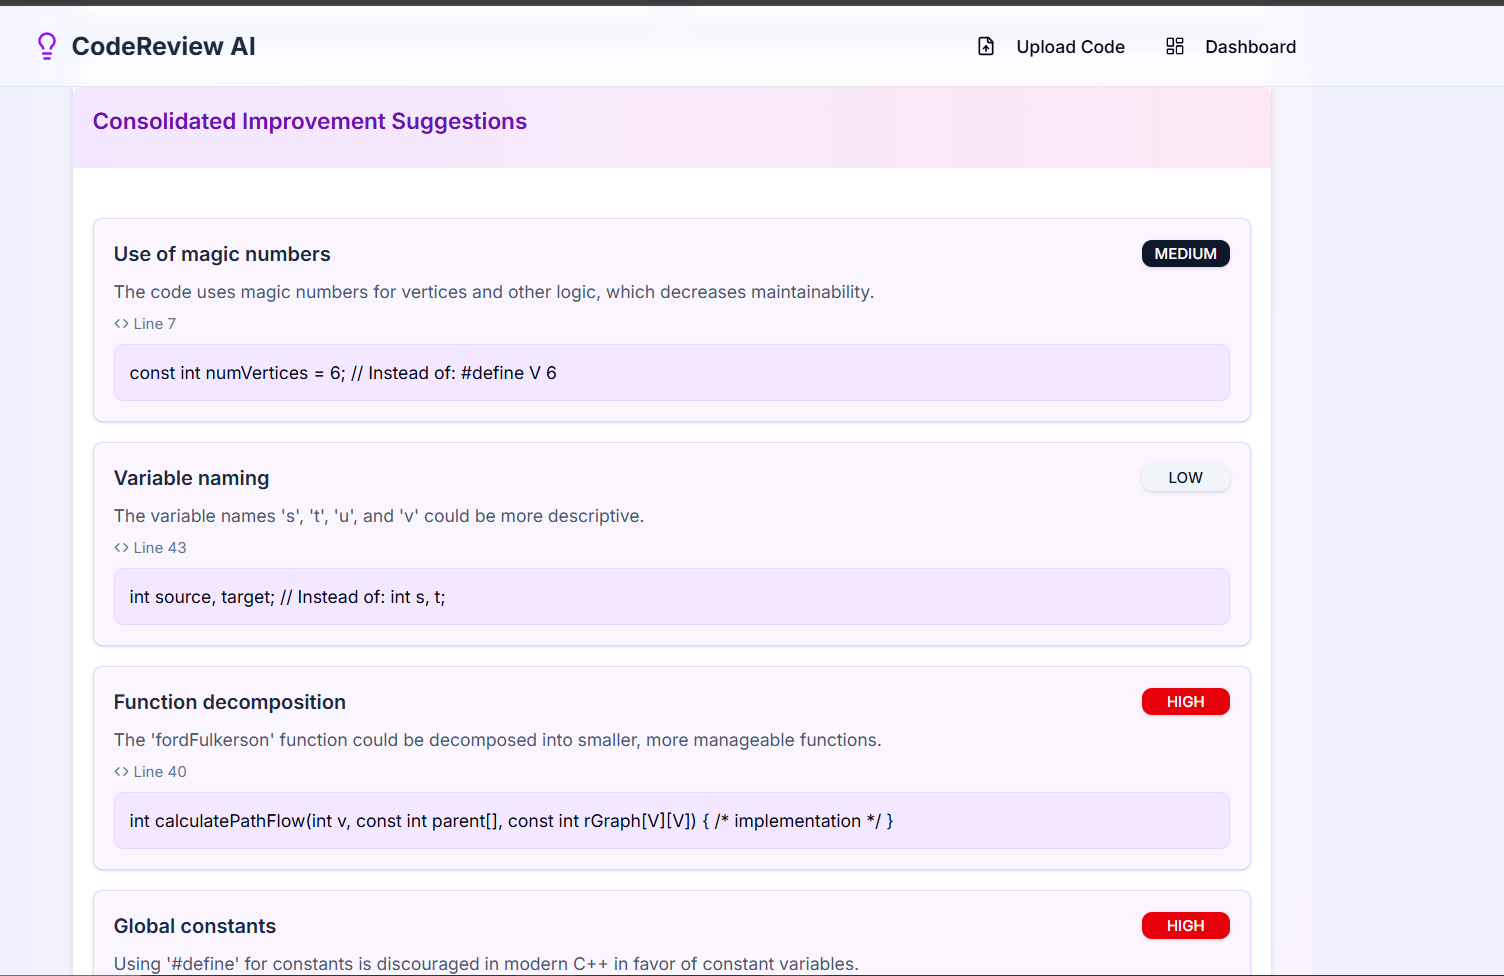 CodeReview AI
Upload Code
Dashboard
Consolidated Improvement Suggestions
Use of magic numbers
MEDIUM
The code uses magic numbers for vertices and other logic, which decreases maintainability.
<> Line 7
const int numVertices = 6; // Instead of: #define V 6
Variable naming
LOW
The variable names 's', 't', 'u', and 'v' could be more descriptive.
<> Line 43
int source, target; // Instead of: int s, t;
Function decomposition
HIGH
The 'fordFulkerson' function could be decomposed into smaller, more manageable functions.
<> Line 40
int calculatePathFlow(int v, const int parent[], const int rGraph[V][V]) { /* implementation */ }
Global constants
HIGH
Using '#define' for constants is discouraged in modern C++ in favor of constant variables.